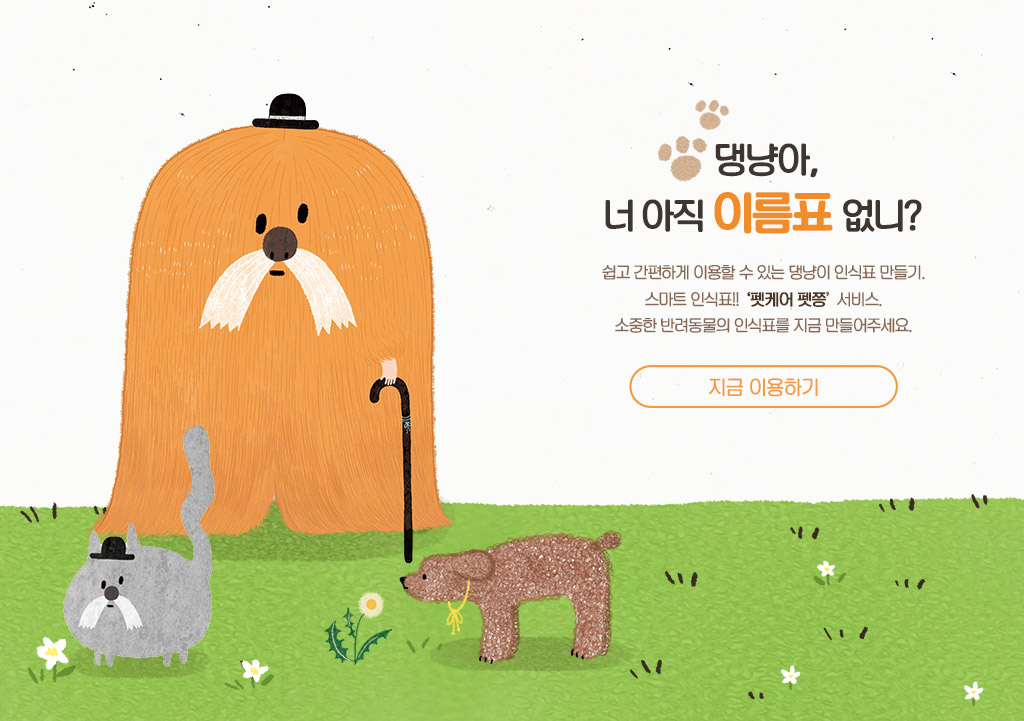 댕냥아,
너 아직 이름표 없니?
쉽고 간편하게 이용할 수 있는 댕냥이 인식표 만들기.
스마트 인식표!! ‘펫케어 펫쫑’ 서비스.
소중한 반려동물의 인식표를 지금 만들어주세요.
지금 이용하기